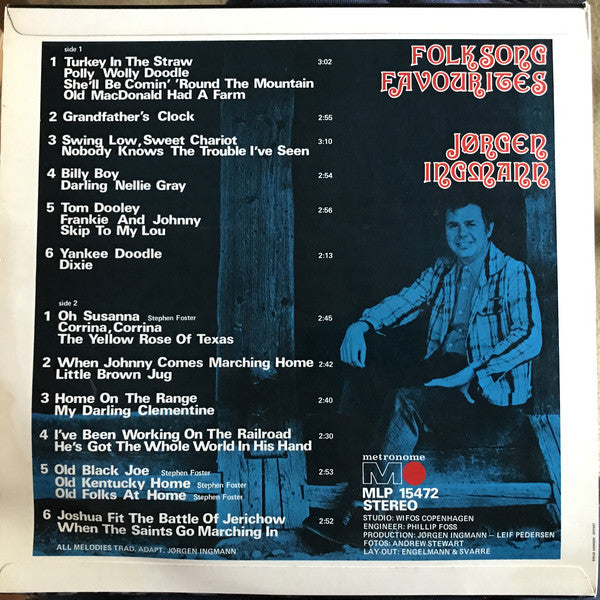 FOLKSONG
FAVOURITES
JØRGEN
INGMANN
side 1
1 Turkey In The Straw 3:02
Polly Wolly Doodle
She'll Be Comin' 'Round The Mountain
Old MacDonald Had A Farm
2 Grandfather's Clock 2:55
3 Swing Low, Sweet Chariot 3:10
Nobody Knows The Trouble I've Seen
4 Billy Boy 2:54
Darling Nellie Gray
5 Tom Dooley 2:56
Frankie And Johnny
Skip To My Lou
6 Yankee Doodle 2:13
Dixie
side 2
1 Oh Susanna Stephen Foster 2:45
Corrina, Corrina
The Yellow Rose Of Texas
2 When Johnny Comes Marching Home 2:42
Little Brown Jug
3 Home On The Range 2:40
My Darling Clementine
4 I've Been Working On The Railroad 2:30
He's Got The Whole World In His Hand
5 Old Black Joe Stephen Foster 2:53
Old Kentucky Home Stephen Foster
Old Folks At Home Stephen Foster
6 Joshua Fit The Battle Of Jerichow 2:52
When The Saints Go Marching In
ALL MELODIES TRAD. ADAPT. JØRGEN INGMANN
metronome
M
MLP 15472
STEREO
STUDIO: WIFOS COPENHAGEN
ENGINEER: PHILLIP FOSS
PRODUCTION: JØRGEN INGMANN – LEIF PEDERSEN
FOTOS: ANDREW STEWART
LAY-OUT: ENGELMANN & SVARRE